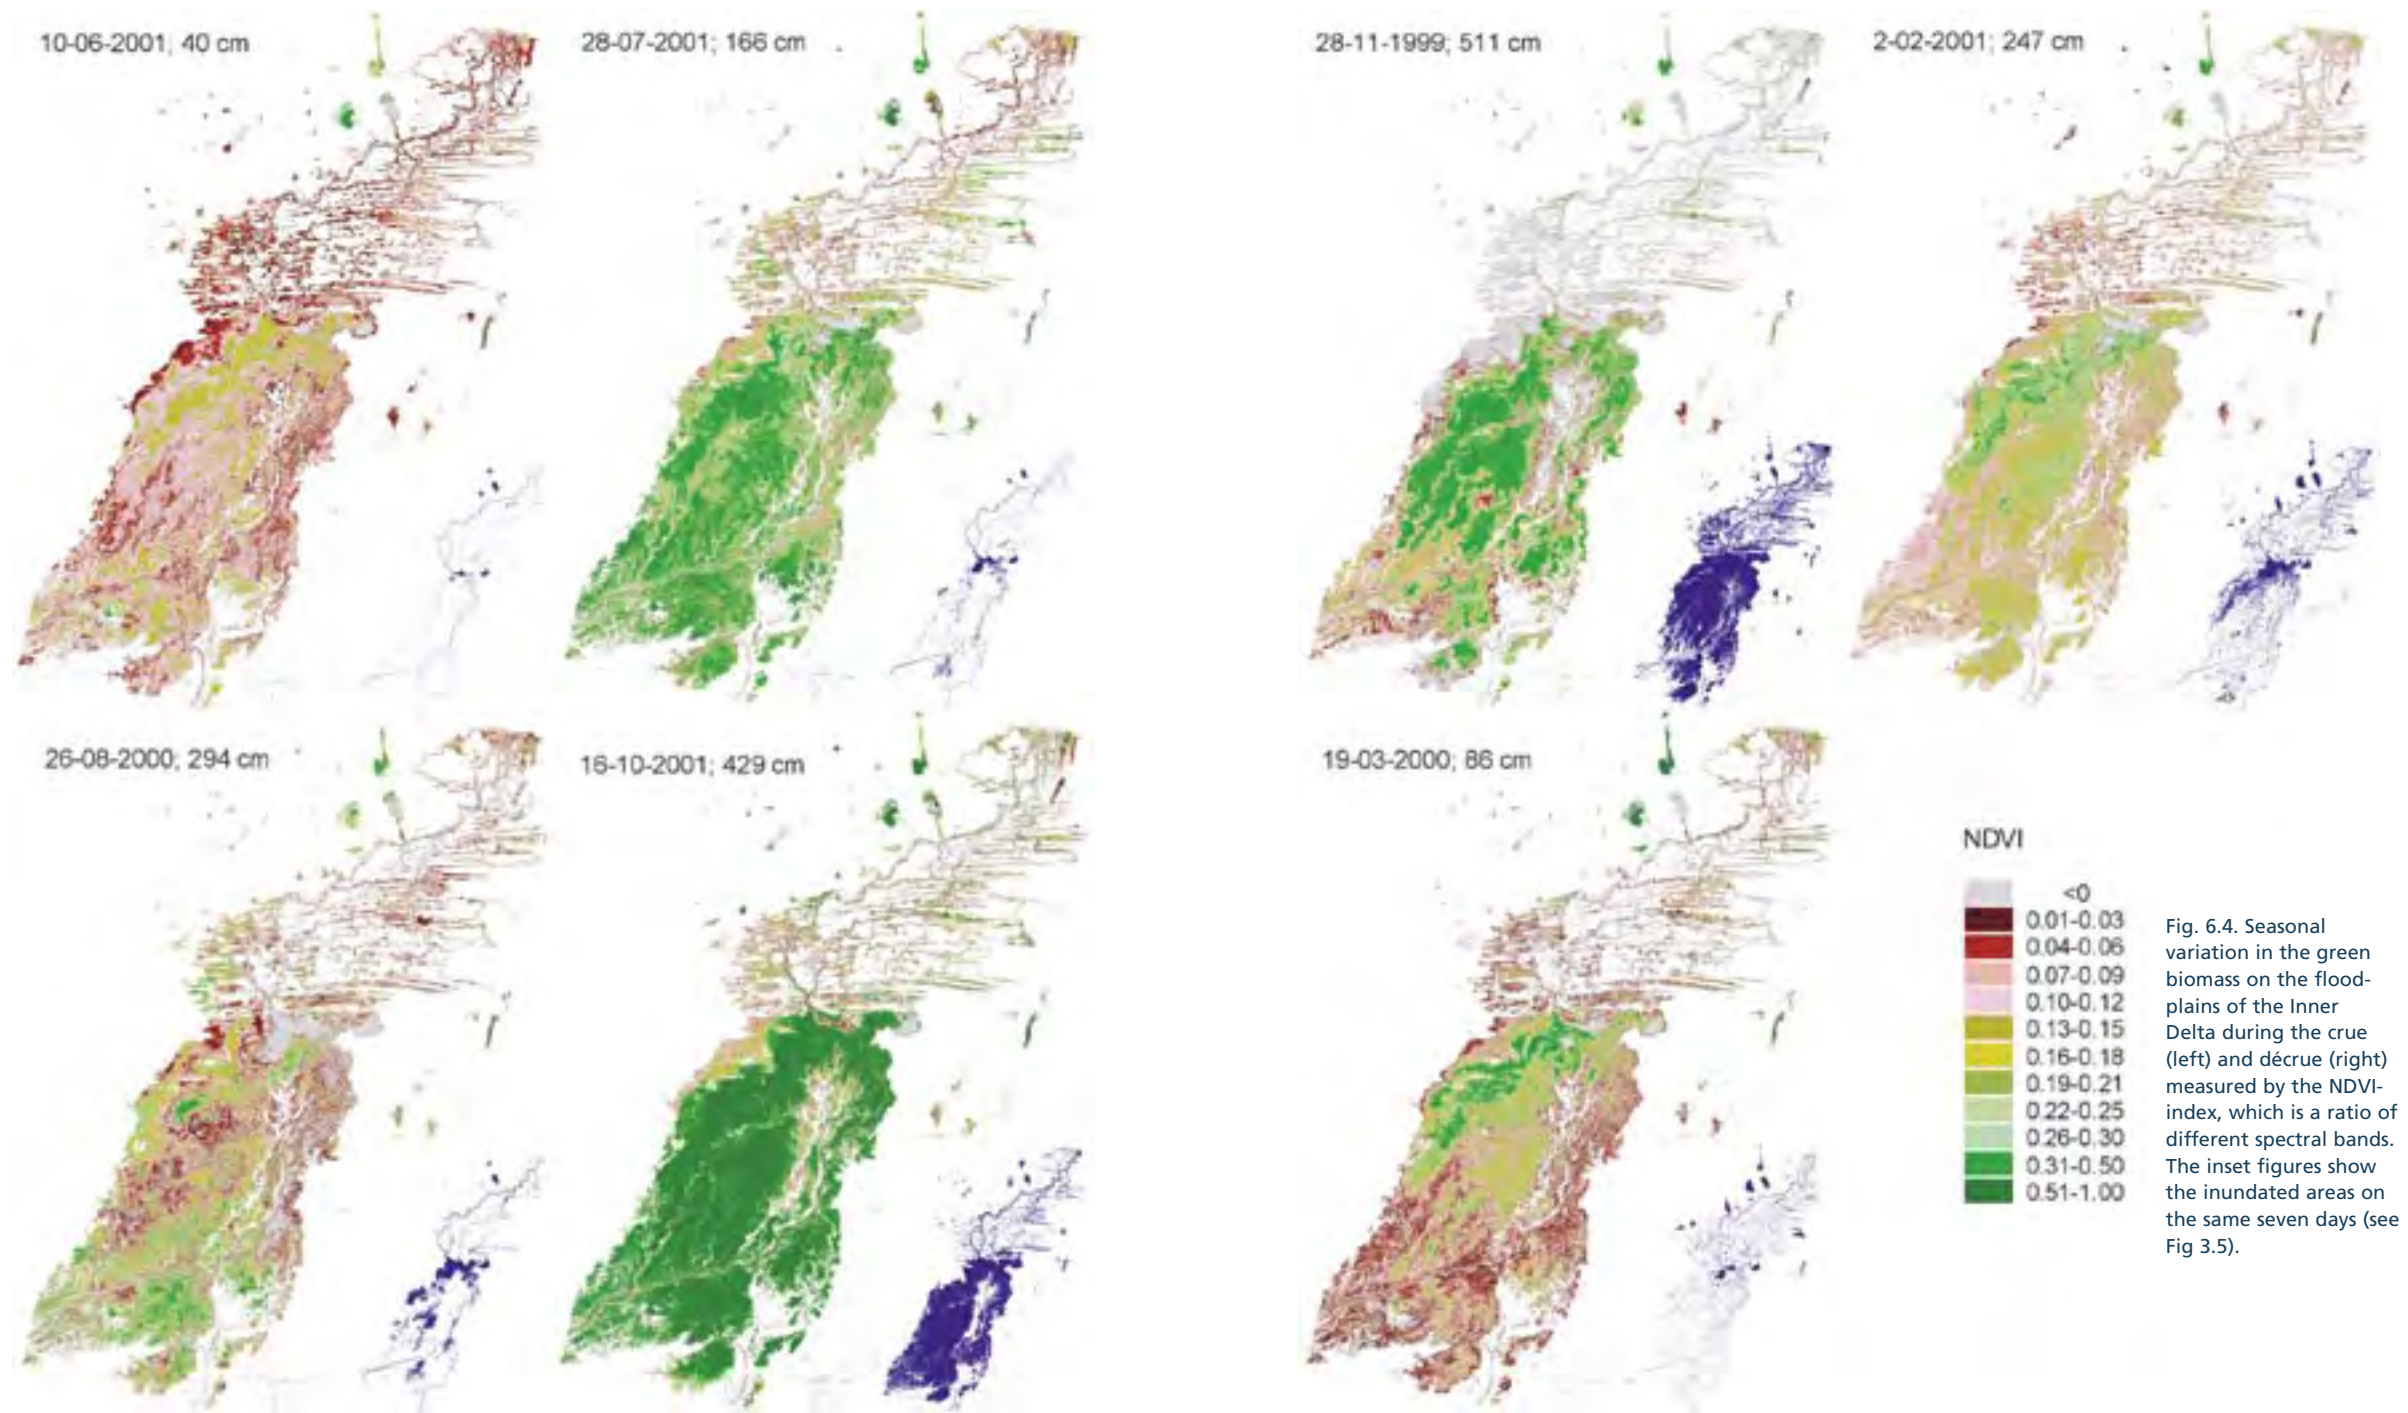 10-06-2001; 40 cm
28-07-2001; 166 cm
28-11-1999; 511 cm
2-02-2001; 247 cm
26-08-2000; 294 cm
16-10-2001; 429 cm
19-03-2000; 86 cm
NDVI
<0
0.01-0.03
0.04-0.06
0.07-0.09
0.10-0.12
0.13-0.15
0.16-0.18
0.19-0.21
0.22-0.25
0.26-0.30
0.31-0.50
0.51-1.00
Fig. 6.4. Seasonal
variation in the green
biomass on the flood-
plains of the Inner
Delta during the crue
(left) and décrue (right)
measured by the NDVI-
index, which is a ratio of
different spectral bands.
The inset figures show
the inundated areas on
the same seven days (see
Fig 3.5).